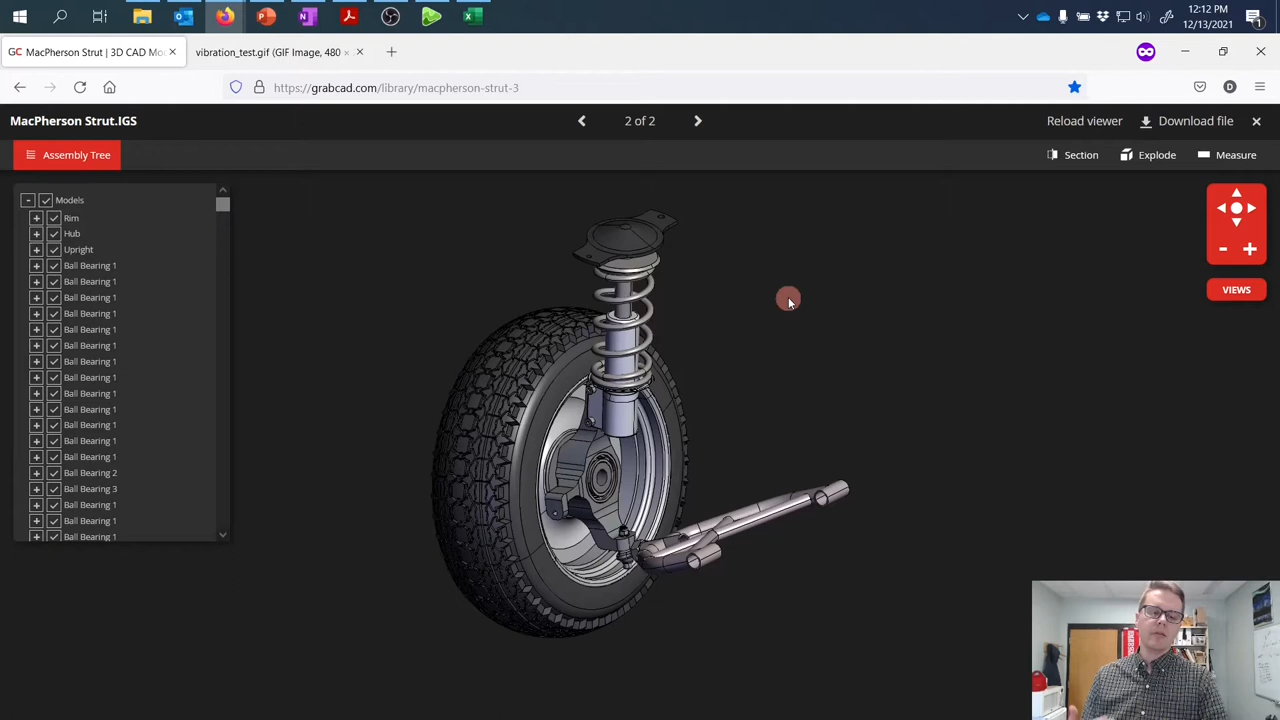 12:12 PM
12/13/2021
1
GC MacPherson Strut | 3D CAD Mo
vibration_test.gif (GIF Image, 480 ×
https://grabcad.com/library/macpherson-strut-3
D
MacPherson Strut.IGS
2 of 2
Reload viewer
Download file
Assembly Tree
Section
Explode
Measure
Models
Rim
Hub
Upright
Ball Bearing 1
Ball Bearing 1
Ball Bearing 1
Ball Bearing 1
Ball Bearing 1
Ball Bearing 1
Ball Bearing 1
Ball Bearing 1
Ball Bearing 1
Ball Bearing 1
Ball Bearing 1
Ball Bearing 1
Ball Bearing 1
Ball Bearing 2
Ball Bearing 3
Ball Bearing 1
Ball Bearing 1
Ball Bearing 1
VIEWS